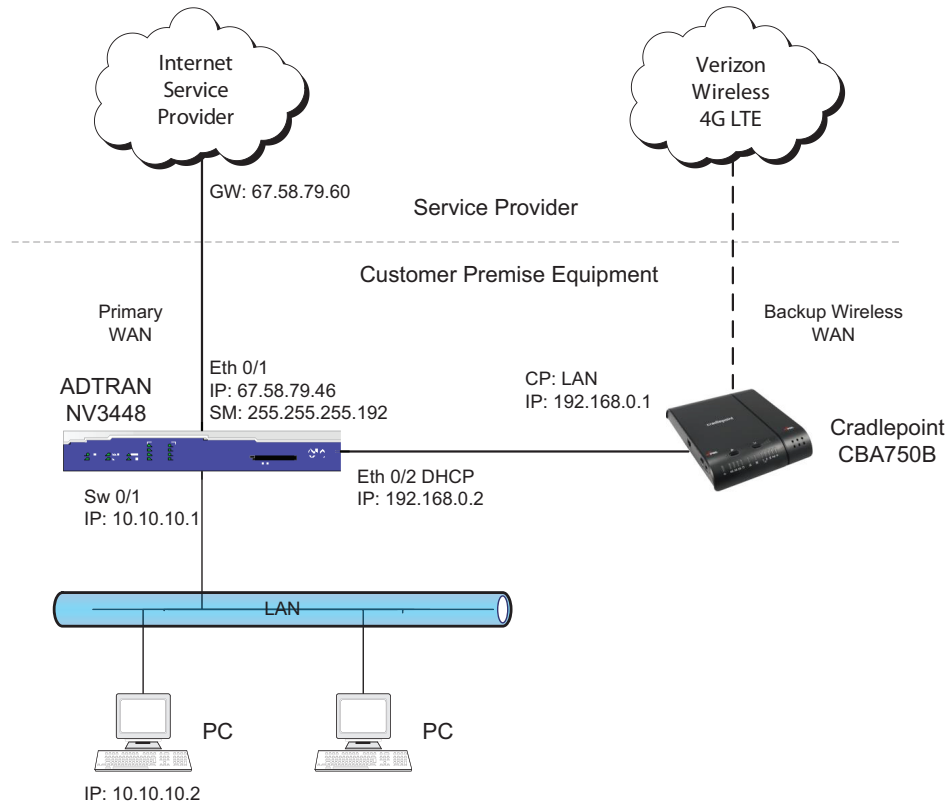 Internet
Service
Provider
Verizon
Wireless
4G LTE
GW: 67.58.79.60
Service Provider
Customer Premise Equipment
Primary
WAN
Backup Wireless
WAN
Eth 0/1
IP: 67.58.79.46
SM: 255.255.255.192
ADTRAN
NV3448
CP: LAN
IP: 192.168.0.1
cradlepoint
Cradlepoint
CBA750B
Eth 0/2 DHCP
IP: 192.168.0.2
Sw 0/1
IP: 10.10.10.1
LAN
PC
PC
IP: 10.10.10.2